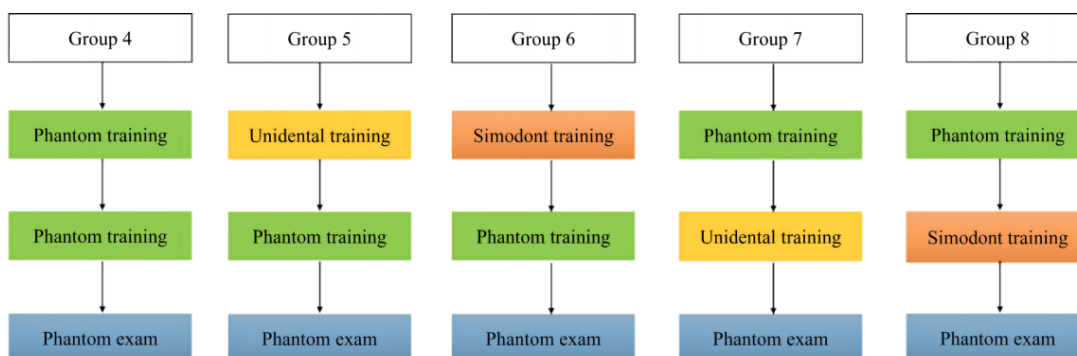 Group 4
Group 5
Group 6
Group 7
Group 8
Phantom training
Unidental training
Simodont training
Phantom training
Phantom training
Phantom training
Phantom training
Phantom training
Unidental training
Simodont training
Phantom exam
Phantom exam
Phantom exam
Phantom exam
Phantom exam